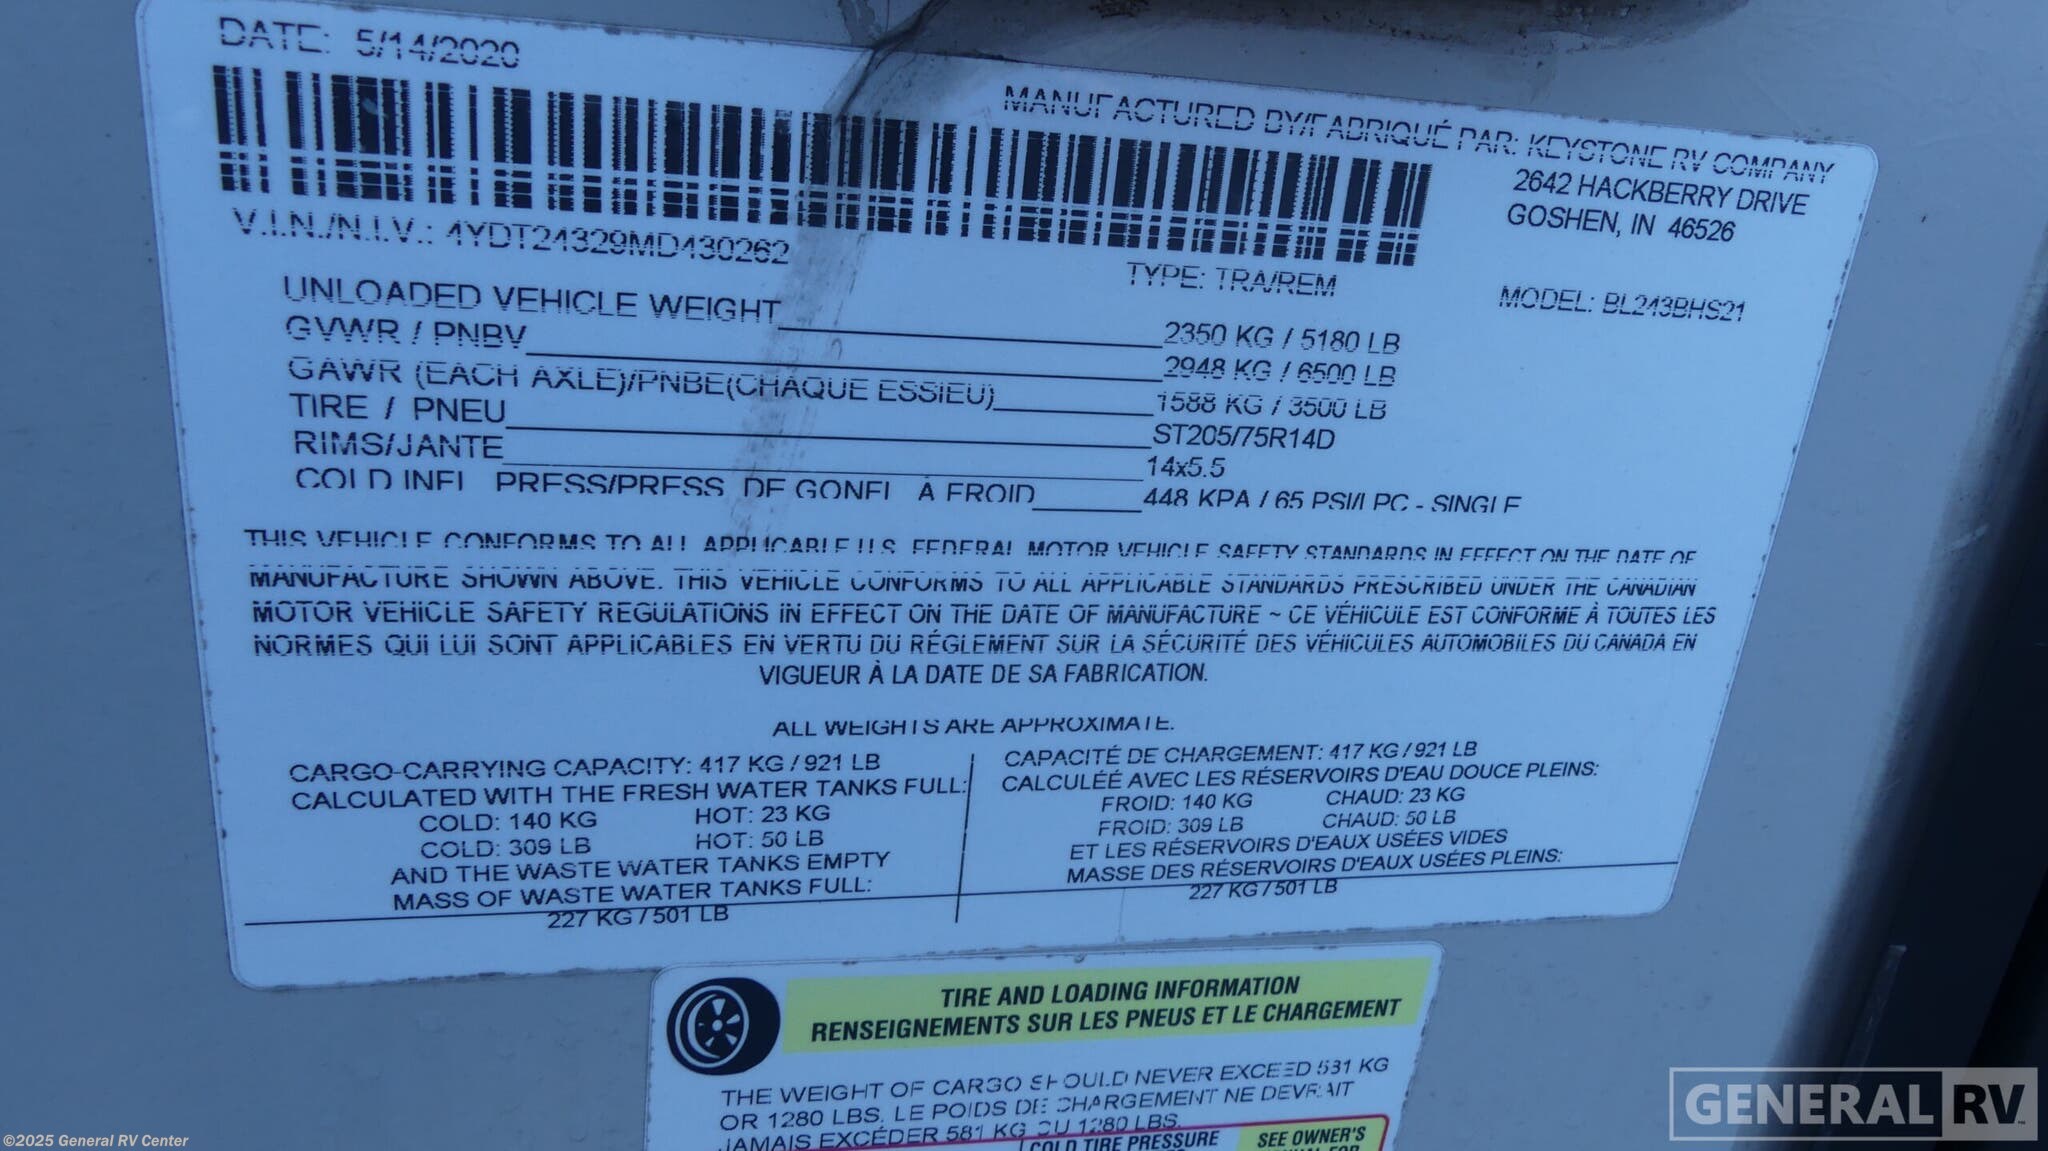 DATE: 5/14/2020
MANUFACTURED BY/FABRIQUÉ PAR: KEYSTONE RV COMPANY
2642 HACKBERRY DRIVE
GOSHEN, IN 46526
V.I.N./N.I.V.: 4YDT24329MD430262
TYPE: TRA/REM
MODEL: BL243BHS21
UNLOADED VEHICLE WEIGHT 2350 KG / 5180 LB
GVWR / PNBV 2948 KG / 6500 LB
GAWR (EACH AXLE)/PNBE(CHAQUE ESSIEU) 1588 KG / 3500 LB
TIRE / PNEU ST205/75R14D
RIMS/JANTE 14x5.5
COLD INFL PRESS/PRESS. DE GONFL À FROID 448 KPA / 65 PSI/LPC - SINGLE
THIS VEHICLE CONFORMS TO ALL APPLICABLE U.S. FEDERAL MOTOR VEHICLE SAFETY STANDARDS IN EFFECT ON THE DATE OF
MANUFACTURE SHOWN ABOVE. THIS VEHICLE CONFORMS TO ALL APPLICABLE STANDARDS PRESCRIBED UNDER THE CANADIAN
MOTOR VEHICLE SAFETY REGULATIONS IN EFFECT ON THE DATE OF MANUFACTURE ~ CE VÉHICULE EST CONFORME À TOUTES LES
NORMES QUI LUI SONT APPLICABLES EN VERTU DU RÉGLEMENT SUR LA SÉCURITÉ DES VÉHICULES AUTOMOBILES DU CANADA EN
VIGUEUR À LA DATE DE SA FABRICATION.
ALL WEIGHTS ARE APPROXIMATE.
CARGO-CARRYING CAPACITY: 417 KG / 921 LB
CALCULATED WITH THE FRESH WATER TANKS FULL:
COLD: 140 KG HOT: 23 KG
COLD: 309 LB HOT: 50 LB
AND THE WASTE WATER TANKS EMPTY
MASS OF WASTE WATER TANKS FULL:
227 KG / 501 LB
CAPACITÉ DE CHARGEMENT: 417 KG / 921 LB
CALCULÉÉ AVEC LES RÉSERVOIRS D'EAU DOUCE PLEINS:
FROID: 140 KG CHAUD: 23 KG
FROID: 309 LB CHAUD: 50 LB
ET LES RÉSERVOIRS D'EAUX USÉES VIDES
MASSE DES RÉSERVOIRS D'EAUX USÉES PLEINS:
227 KG / 501 LB
TIRE AND LOADING INFORMATION
RENSEIGNEMENTS SUR LES PNEUS ET LE CHARGEMENT
THE WEIGHT OF CARGO SHOULD NEVER EXCEED 581 KG
OR 1280 LBS. LE POIDS DE CHARGEMENT NE DEVRAIT
JAMAIS EXCÉDER 581 KG OU 1280 LBS.
COLD TIRE PRESSURE
SEE OWNER'S
GENERAL RV
©2025 General RV Center